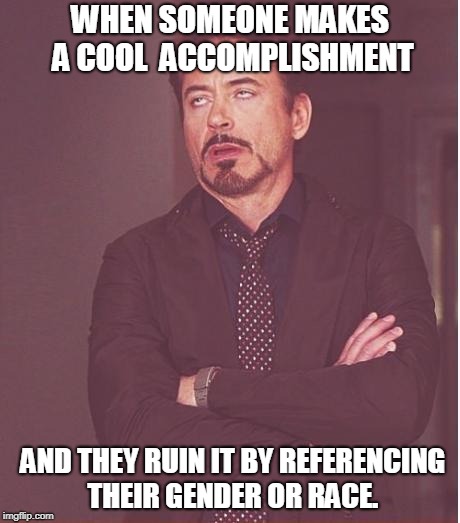 WHEN SOMEONE MAKES
A COOL ACCOMPLISHMENT
AND THEY RUIN IT BY REFERENCING
THEIR GENDER OR RACE.
imgflip.com